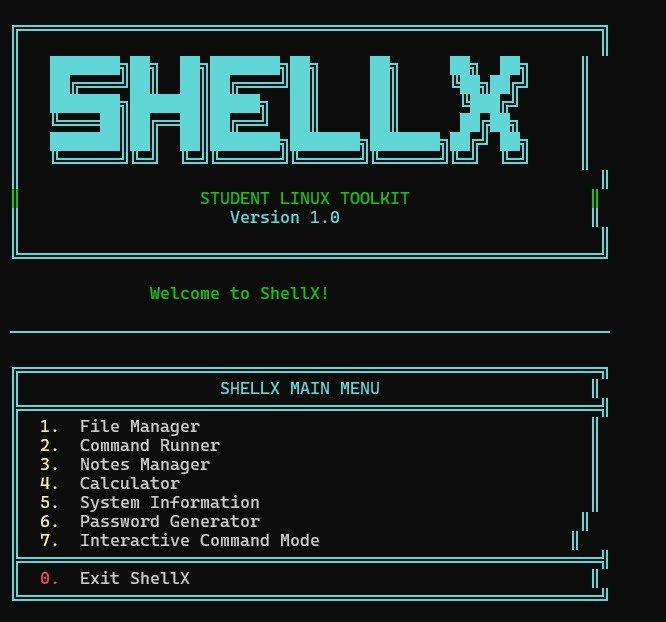 SHELLX
STUDENT LINUX TOOLKIT
Version 1.0
Welcome to ShellX!
SHELLX MAIN MENU
1. File Manager
2. Command Runner
3. Notes Manager
4. Calculator
5. System Information
6. Password Generator
7. Interactive Command Mode
0. Exit ShellX